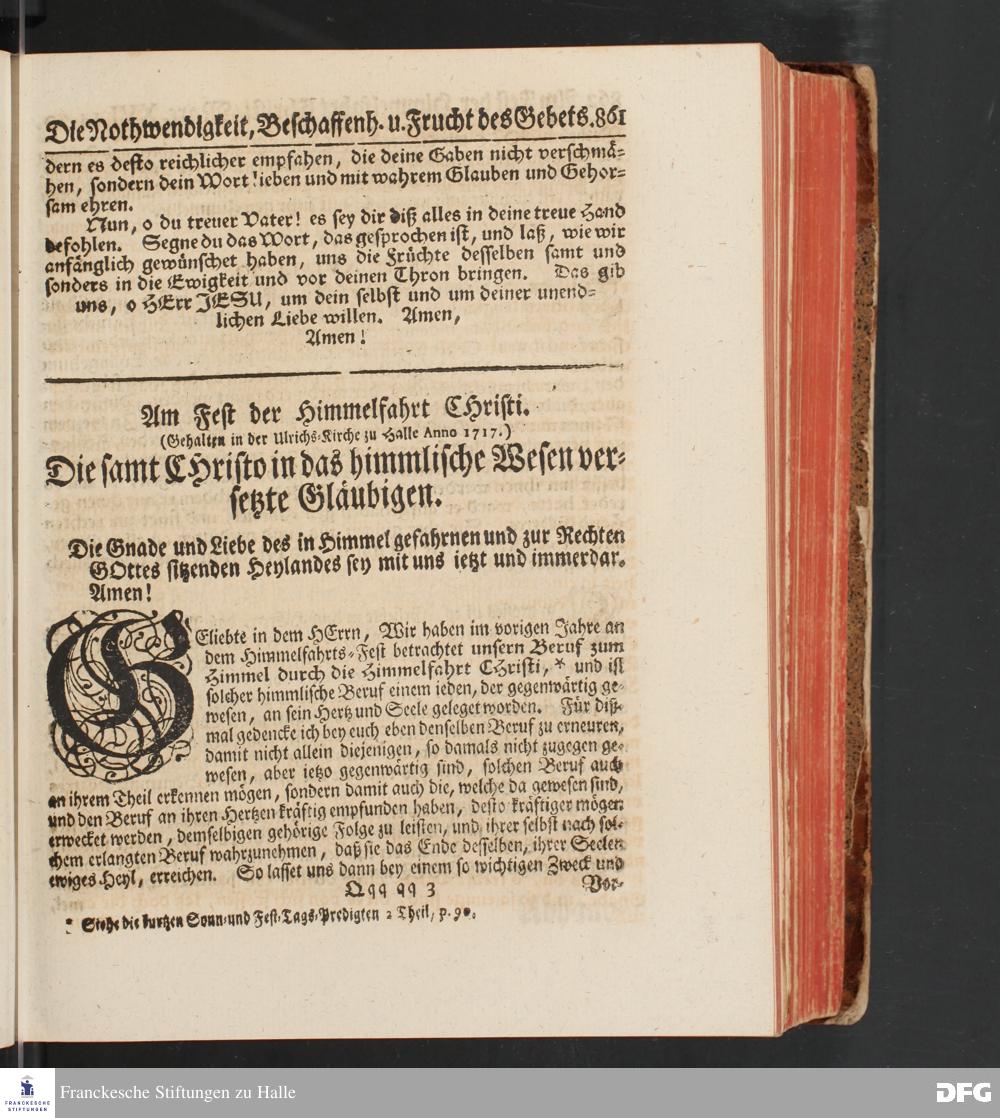 Die Nothwendigkeit, Beschaffenh. u. Frucht des Gebets. 861
dern es desto reichlicher empfahen, die deine Gaben nicht verschmä-
hen, sondern dein Wort lieben und mit wahrem Glauben und Gehor-
sam ehren.
Nun, o du treuer Vater! es sey dir diß alles in deine treue Hand
befohlen. Segne du das Wort, das gesprochen ist, und laß, wie wir
anfänglich gewünschet haben, uns die Früchte desselben samt und
sonders in die Ewigkeit und vor deinen Thron bringen. Das gib
uns, o HErr JESU, um dein selbst und um deiner unend-
lichen Liebe willen. Amen,
Amen!
Am Fest der Himmelfahrt CHristi.
(Gehalten in der Ulrichs-Kirche zu Halle Anno 1717.)
Die samt CHristo in das himmlische Wesen ver-
setzte Gläubigen.
Die Gnade und Liebe des in Himmel gefahrnen und zur Rechten
GOttes sitzenden Heylandes sey mit uns ietzt und immerdar.
Amen!
GEliebte in dem HErrn, Wir haben im vorigen Jahre an
dem Himmelfahrts-Fest betrachtet unsern Beruf zum
Himmel durch die Himmelfahrt CHristi, * und ist
solcher himmlische Beruf einem ieden, der gegenwärtig ge-
wesen, an sein Hertz und Seele geleget worden. Für diß-
mal gedencke ich bey euch eben denselben Beruf zu erneuren,
damit nicht allein diejenigen, so damals nicht zugegen ge-
wesen, aber ietzo gegenwärtig sind, solchen Beruf auch
an ihrem Theil erkennen mögen, sondern damit auch die, welche da gewesen sind,
und den Beruf an ihren Hertzen kräftig empfunden haben, desto kräftiger mögen
erwecket werden, demselbigen gehörige Folge zu leisten, und ihrer selbst nach sol-
chem erlangten Beruf wahrzunehmen, daß sie das Ende desselben, ihrer Seelen
ewiges Heyl, erreichen. So lasset uns dann bey einem so wichtigen Zweck und
Qqq qq 3 Vor-
* Siehe die kurtzen Sonn- und Fest-Tags-Predigten 2 Theil, p.
FRANCKESCHE
STIFTUNGEN
Franckesche Stiftungen zu Halle
DFG